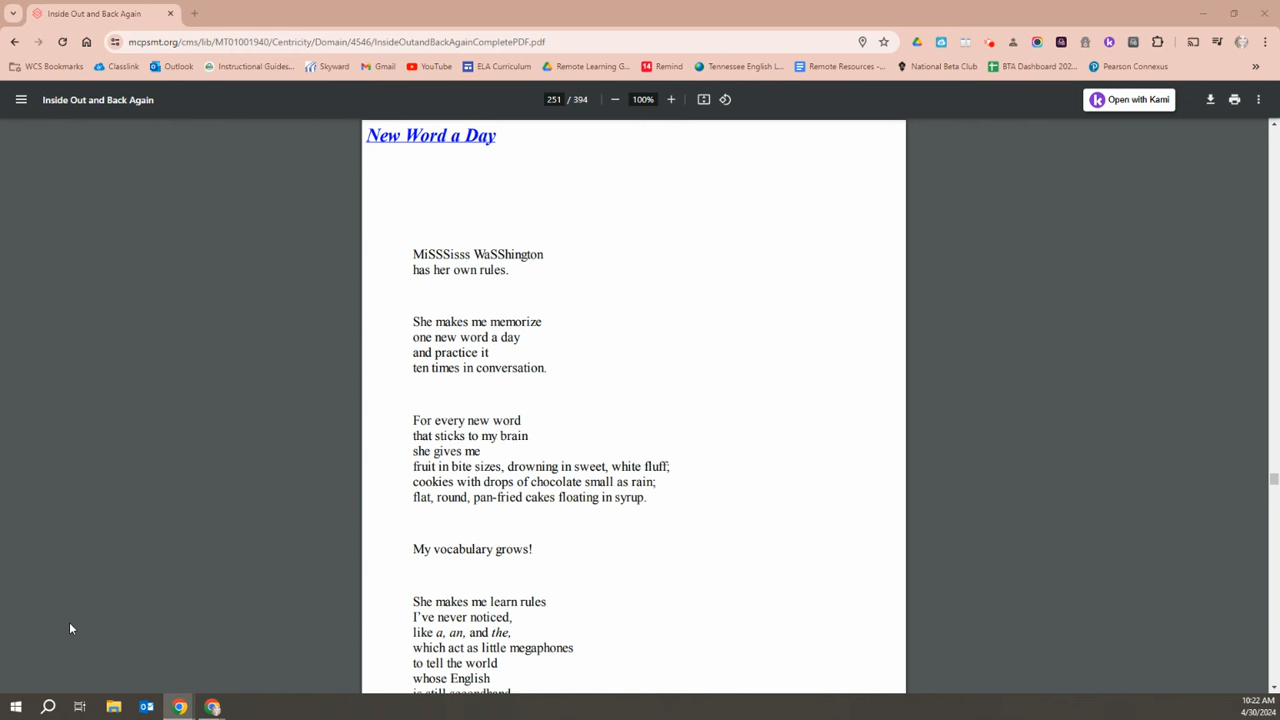 Inside Out and Back Again
mcpsmt.org/cms/lib/MT01001940/Centricity/Domain/4546/InsideOutandBackAgainCompletePDF.pdf
WCS Bookmarks
Classlink
Outlook
Instructional Guides...
Skyward
Gmail
YouTube
ELA Curriculum
Remote Learning G...
14 Remind
Tennessee English L...
Remote Resources -...
National Beta Club
BTA Dashboard 202...
Pearson Connexus
Inside Out and Back Again
251 / 394
100%
Open with Kami
New Word a Day
MiSSSisss WaSShington
has her own rules.
She makes me memorize
one new word a day
and practice it
ten times in conversation.
For every new word
that sticks to my brain
she gives me
fruit in bite sizes, drowning in sweet, white fluff;
cookies with drops of chocolate small as rain;
flat, round, pan-fried cakes floating in syrup.
My vocabulary grows!
She makes me learn rules
I've never noticed,
like a, an, and the,
which act as little megaphones
to tell the world
whose English
is still secondhand.
10:22 AM
4/30/2024